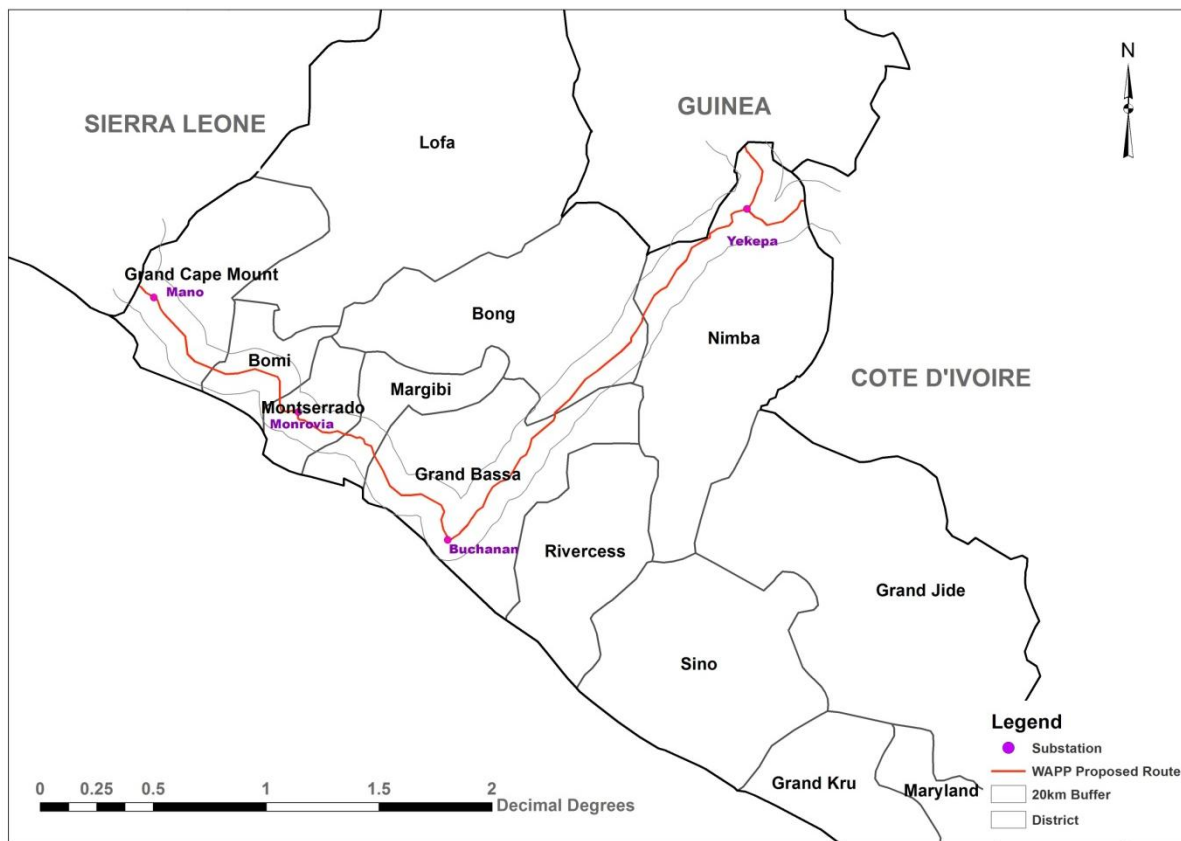 N
SIERRA LEONE
GUINEA
Lofa
Yekepa
Grand Cape Mount
Mano
Bong
Nimba
Bomi
COTE D'IVOIRE
Margibi
Montserrado
Monrovia
Grand Bassa
Buchanan
Rivercess
Grand Jide
Sino
Grand Kru
Maryland
Legend
Substation
WAPP Proposed Route
20km Buffer
District
0 0.25 0.5 1 1.5 2
Decimal Degrees